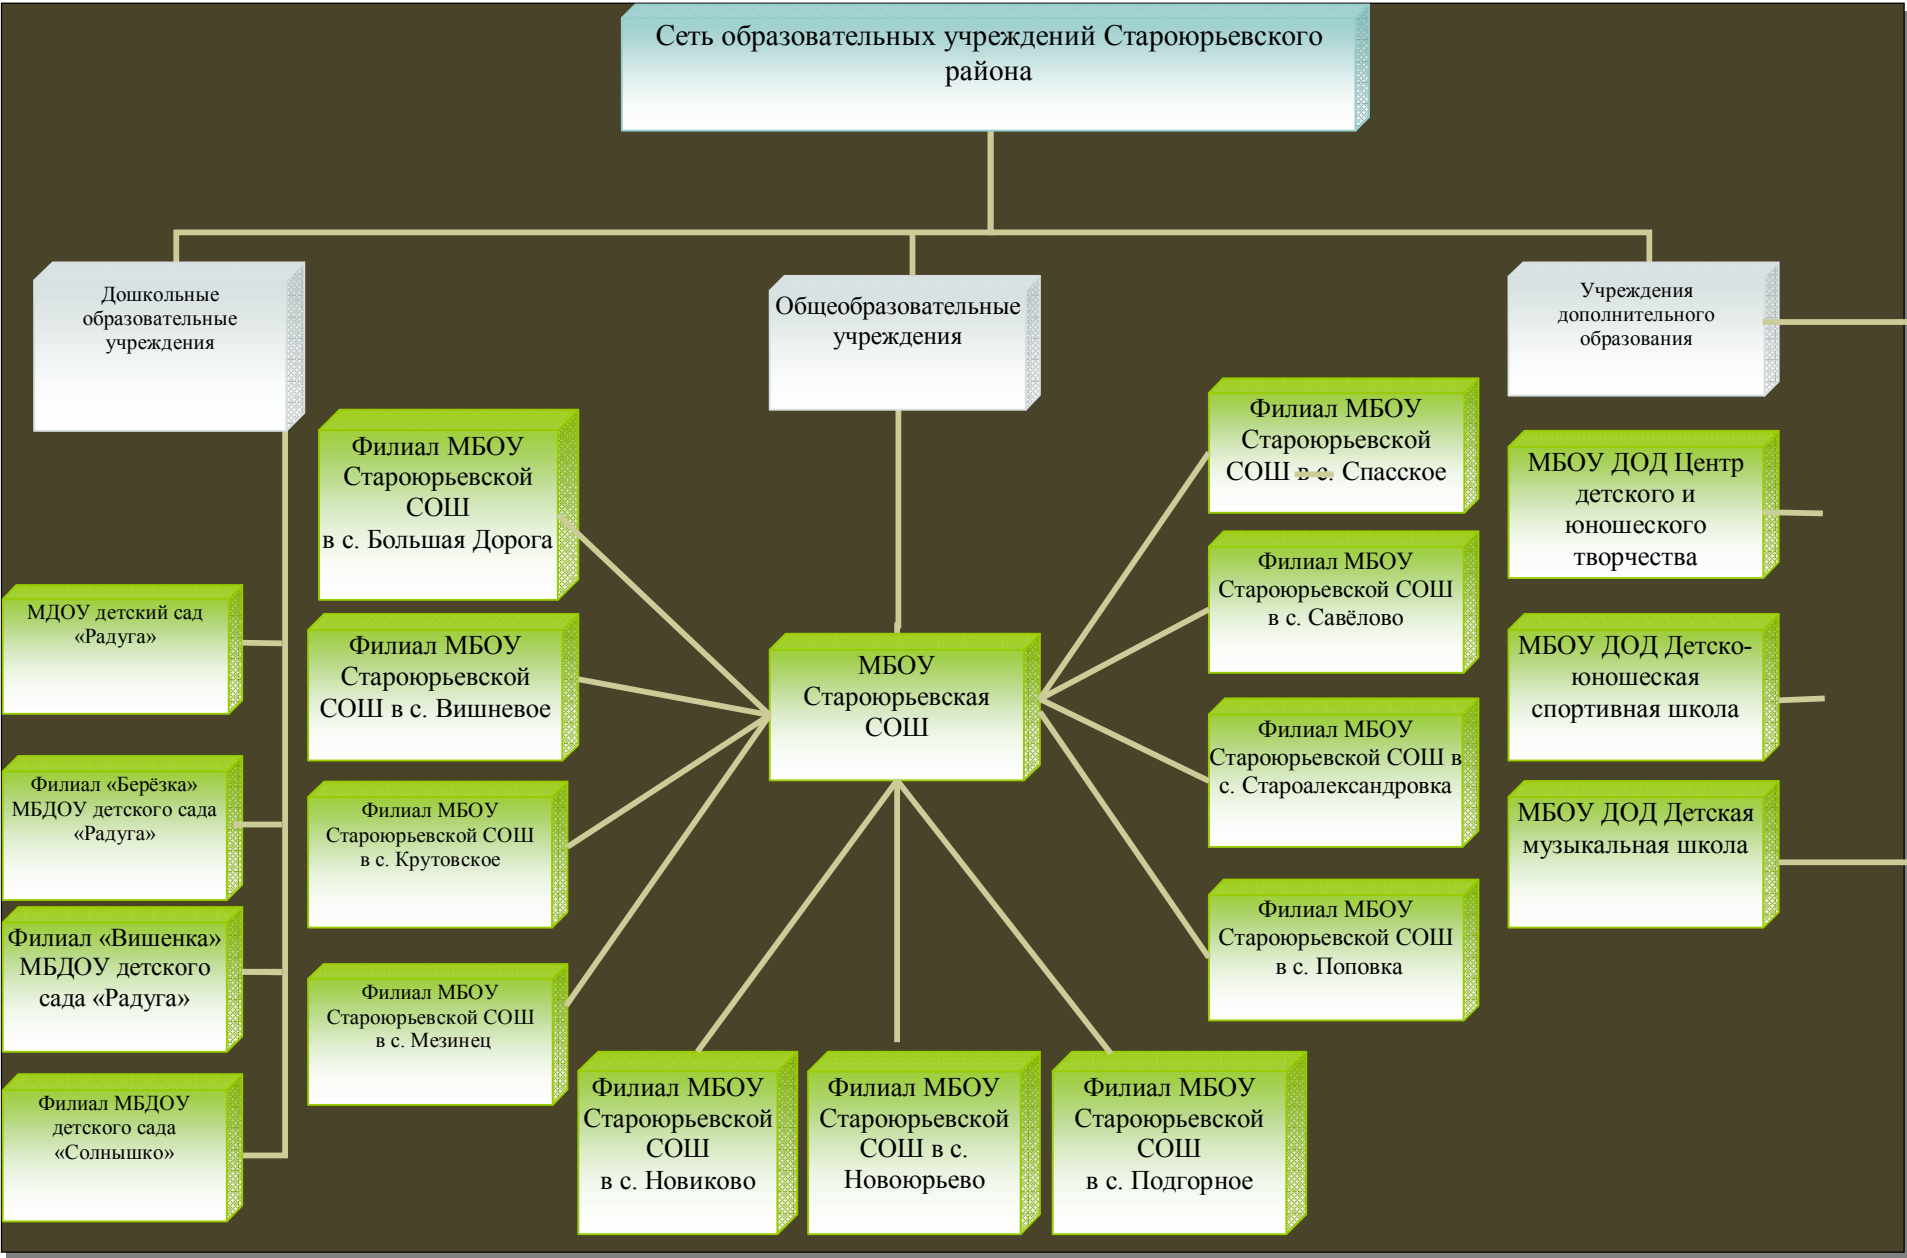 Сеть образовательных учреждений Староюрьевского
района
Дошкольные
образовательные
учреждения
Общеобразовательные
учреждения
Учреждения
дополнительного
образования
МДОУ детский сад
«Радуга»
Филиал «Берёзка»
МБДОУ детского сада
«Радуга»
Филиал «Вишенка»
МБДОУ детского
сада «Радуга»
Филиал МБДОУ
детского сада
«Солнышко»
Филиал МБОУ
Староюрьевской
СОШ
в с. Большая Дорога
Филиал МБОУ
Староюрьевской
СОШ в с. Вишневое
Филиал МБОУ
Староюрьевской СОШ
в с. Крутовское
Филиал МБОУ
Староюрьевской СОШ
в с. Мезинец
МБОУ
Староюрьевская
СОШ
Филиал МБОУ
Староюрьевской
СОШ
в с. Новиково
Филиал МБОУ
Староюрьевской
СОШ в с.
Новоюрьево
Филиал МБОУ
Староюрьевской
СОШ
в с. Подгорное
Филиал МБОУ
Староюрьевской
СОШ в с. Спасское
Филиал МБОУ
Староюрьевской СОШ
в с. Савёлово
Филиал МБОУ
Староюрьевской СОШ в
с. Староалександровка
Филиал МБОУ
Староюрьевской СОШ
в с. Поповка
МБОУ ДОД Центр
детского и
юношеского
творчества
МБОУ ДОД Детско-
юношеская
спортивная школа
МБОУ ДОД Детская
музыкальная школа